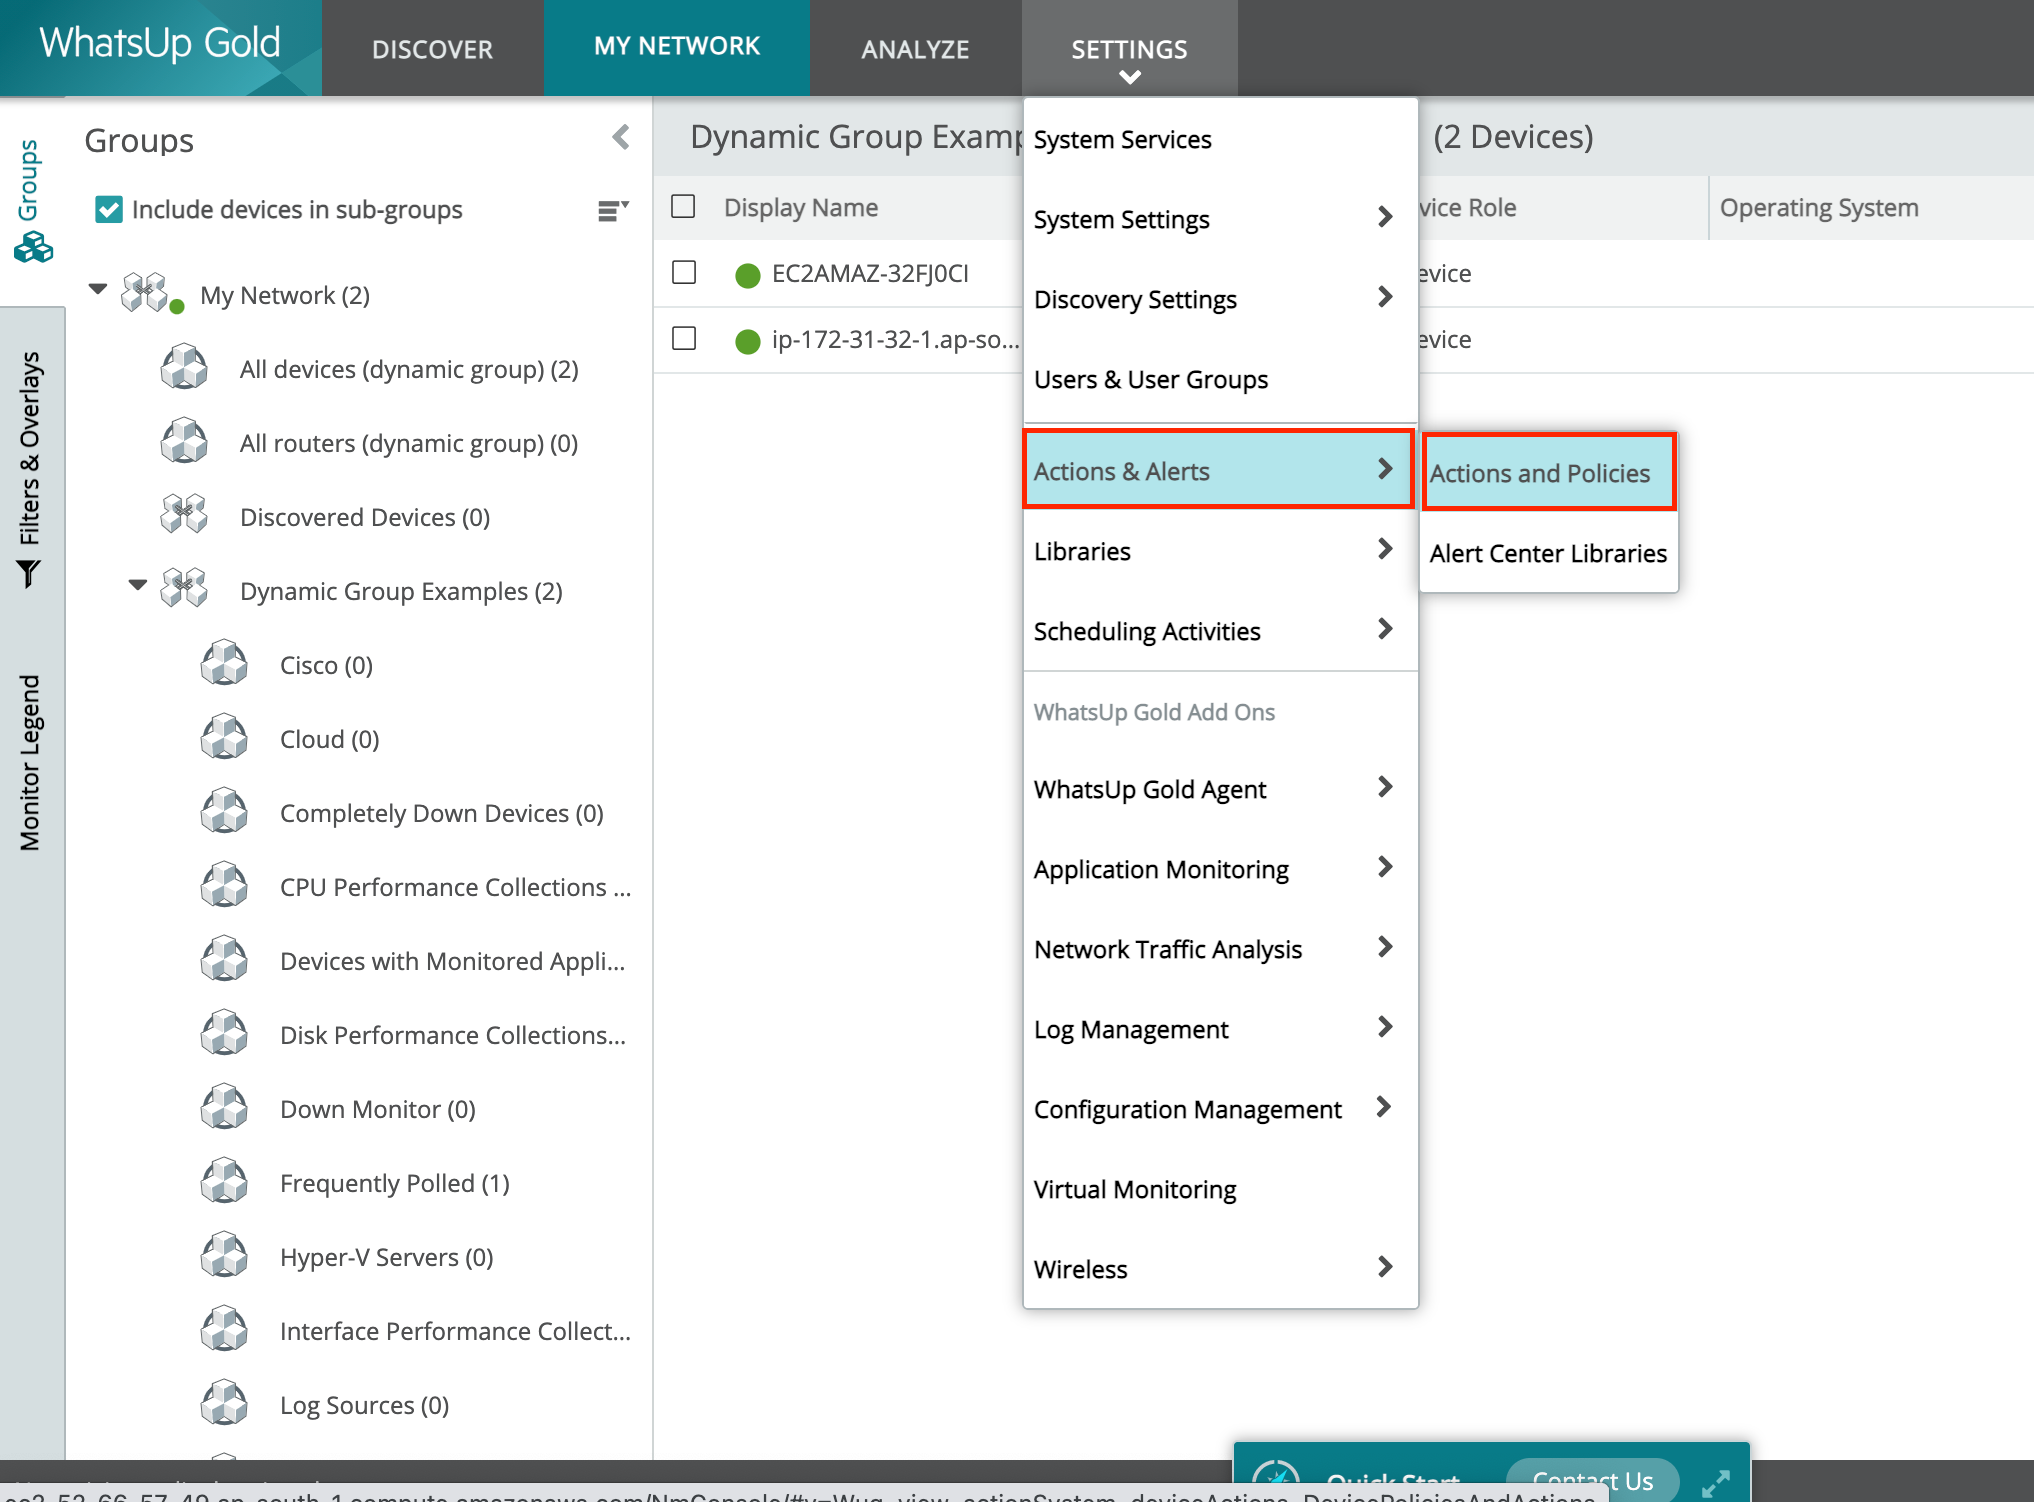 WhatsUp Gold
DISCOVER
MY NETWORK
ANALYZE
SETTINGS
Groups
Filters & Overlays
Monitor Legend
Groups
Include devices in sub-groups
My Network (2)
All devices (dynamic group) (2)
All routers (dynamic group) (0)
Discovered Devices (0)
Dynamic Group Examples (2)
Cisco (0)
Cloud (0)
Completely Down Devices (0)
CPU Performance Collections ...
Devices with Monitored Appli...
Disk Performance Collections...
Down Monitor (0)
Frequently Polled (1)
Hyper-V Servers (0)
Interface Performance Collect...
Log Sources (0)
Dynamic Group Examp
(2 Devices)
Display Name
vice Role
Operating System
EC2AMAZ-32FJ0CI
evice
ip-172-31-32-1.ap-so...
evice
System Services
System Settings
Discovery Settings
Users & User Groups
Actions & Alerts
Libraries
Scheduling Activities
WhatsUp Gold Add Ons
WhatsUp Gold Agent
Application Monitoring
Network Traffic Analysis
Log Management
Configuration Management
Virtual Monitoring
Wireless
Actions and Policies
Alert Center Libraries
Quick Start
Contact Us